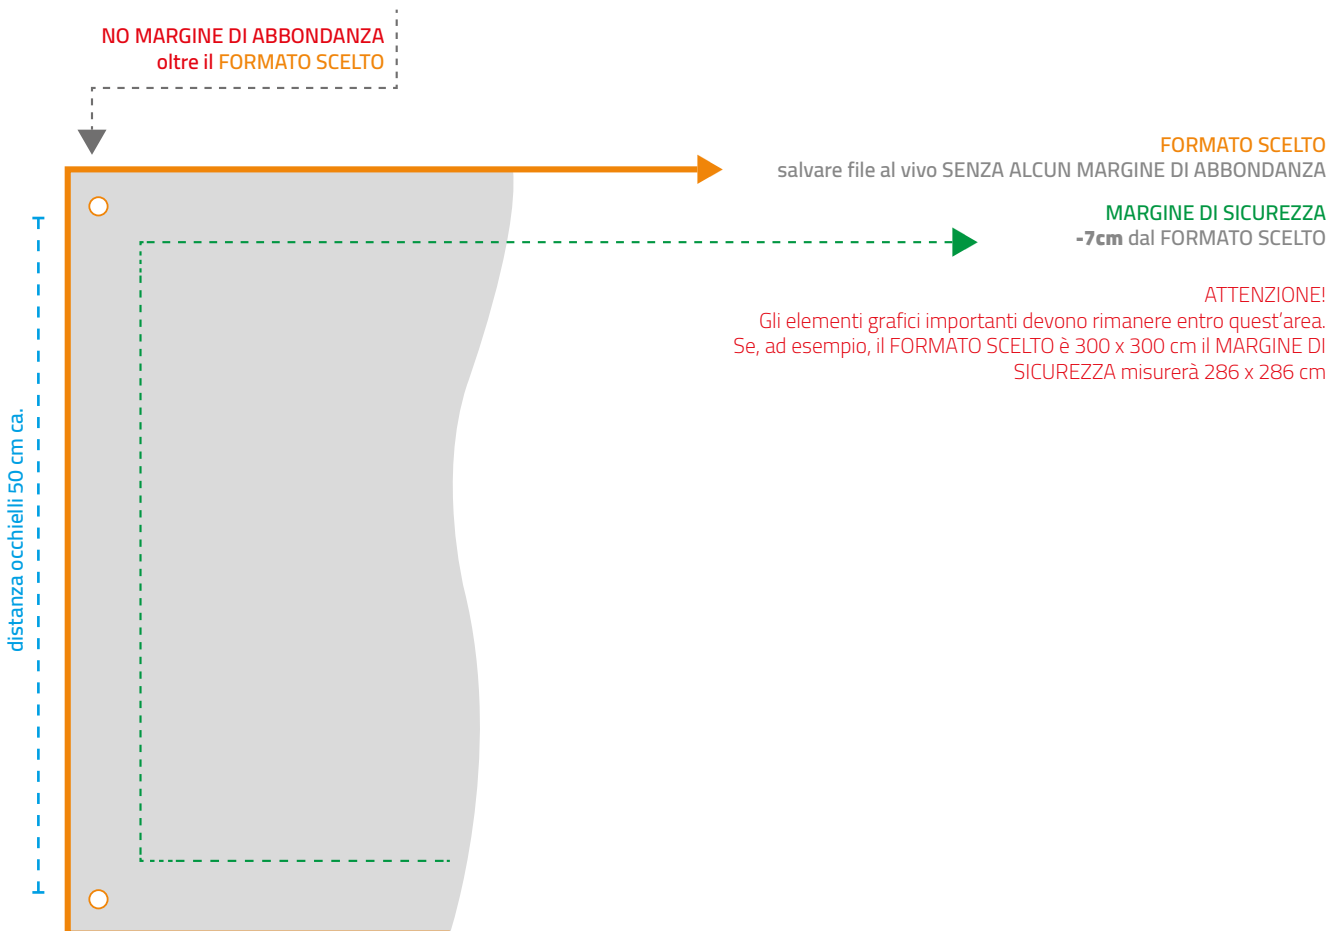 NO MARGINE DI ABBONDANZA
oltre il FORMATO SCELTO
FORMATO SCELTO
salvare file al vivo SENZA ALCUN MARGINE DI ABBONDANZA
MARGINE DI SICUREZZA
-7cm dal FORMATO SCELTO
ATTENZIONE!
Gli elementi grafici importanti devono rimanere entro quest'area.
Se, ad esempio, il FORMATO SCELTO è 300 x 300 cm il MARGINE DI
SICUREZZA misurerà 286 x 286 cm
distanza occhielli 50 cm ca.